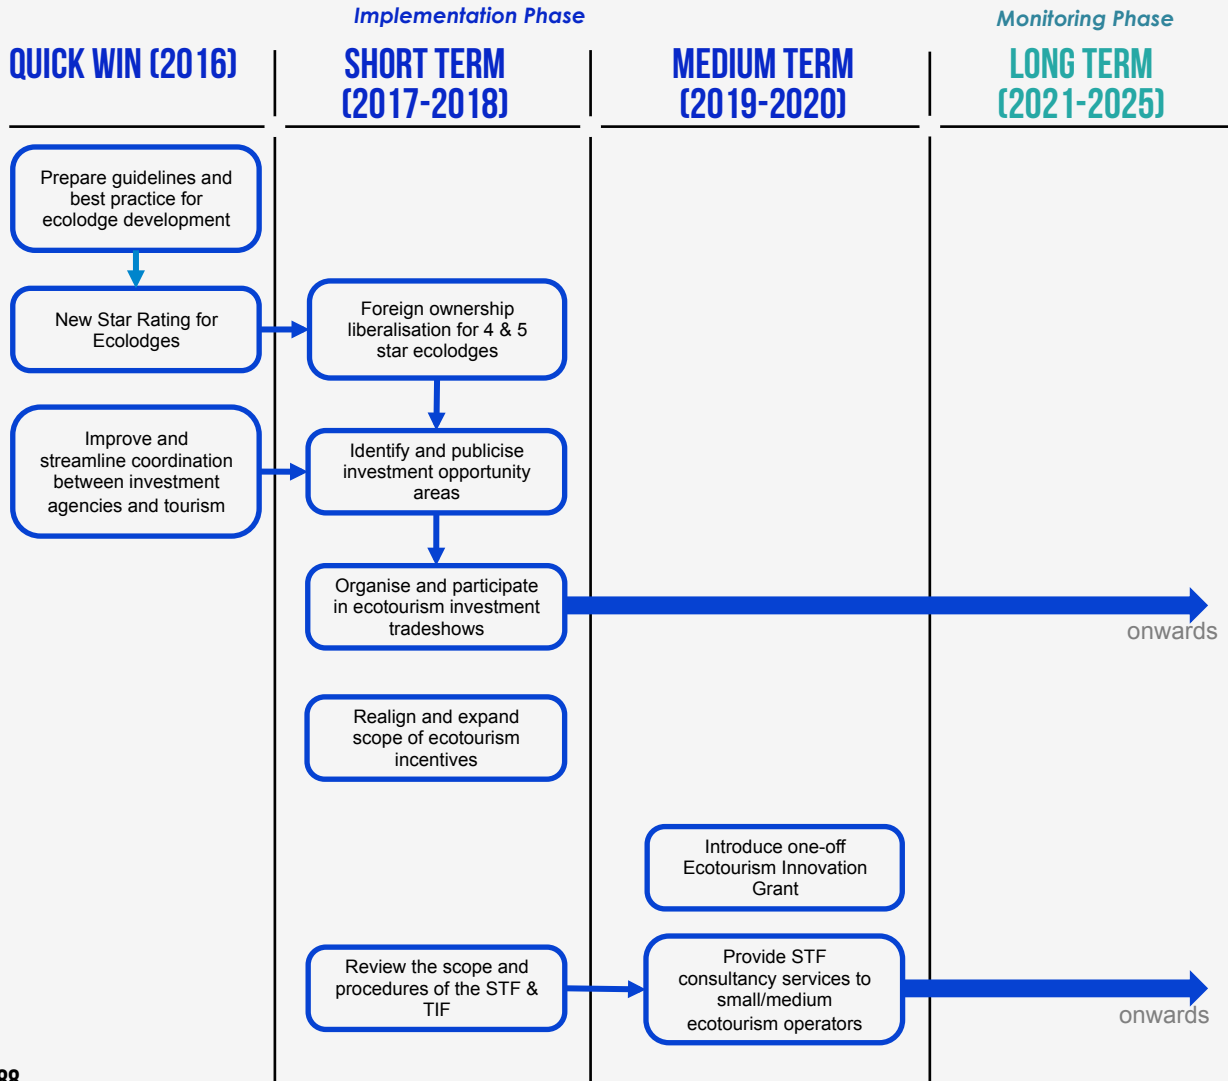 Implementation Phase
Monitoring Phase
QUICK WIN (2016)
SHORT TERM
(2017-2018)
MEDIUM TERM
(2019-2020)
LONG TERM
(2021-2025)
Prepare guidelines and
best practice for
ecolodge development
New Star Rating for
Ecolodges
Foreign ownership
liberalisation for 4 & 5
star ecolodges
Improve and
streamline coordination
between investment
agencies and tourism
Identify and publicise
investment opportunity
areas
Organise and participate
in ecotourism investment
tradeshows
onwards
Realign and expand
scope of ecotourism
incentives
Introduce one-off
Ecotourism Innovation
Grant
Review the scope and
procedures of the STF &
TIF
Provide STF
consultancy services to
small/medium
ecotourism operators
onwards